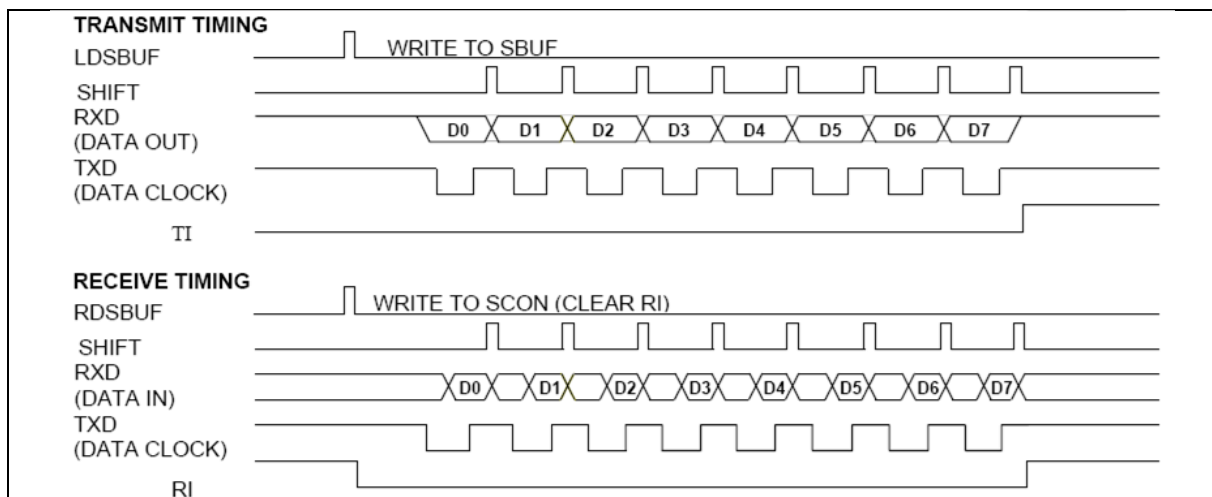 TRANSMIT TIMING
LDSBUF
WRITE TO SBUF
SHIFT
RXD
(DATA OUT)
D0 D1 D2 D3 D4 D5 D6 D7
TXD
(DATA CLOCK)
TI
RECEIVE TIMING
RDSBUF
WRITE TO SCON (CLEAR RI)
SHIFT
RXD
(DATA IN)
D0 D1 D2 D3 D4 D5 D6 D7
TXD
(DATA CLOCK)
RI